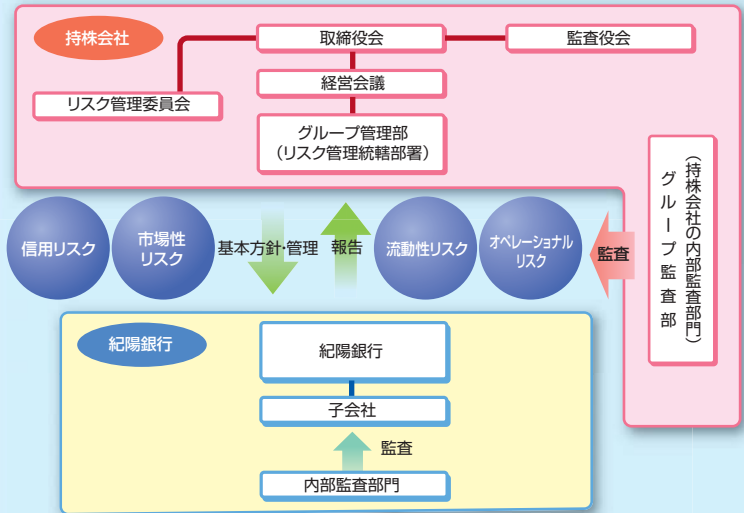 持株会社
取締役会
監査役会
経営会議
リスク管理委員会
グループ管理部
（リスク管理統轄部署）
グループ監査部
（持株会社の内部監査部門）
信用リスク
市場性
リスク
基本方針・管理
報告
流動性リスク
オペレーショナル
リスク
監査
紀陽銀行
紀陽銀行
子会社
監査
内部監査部門